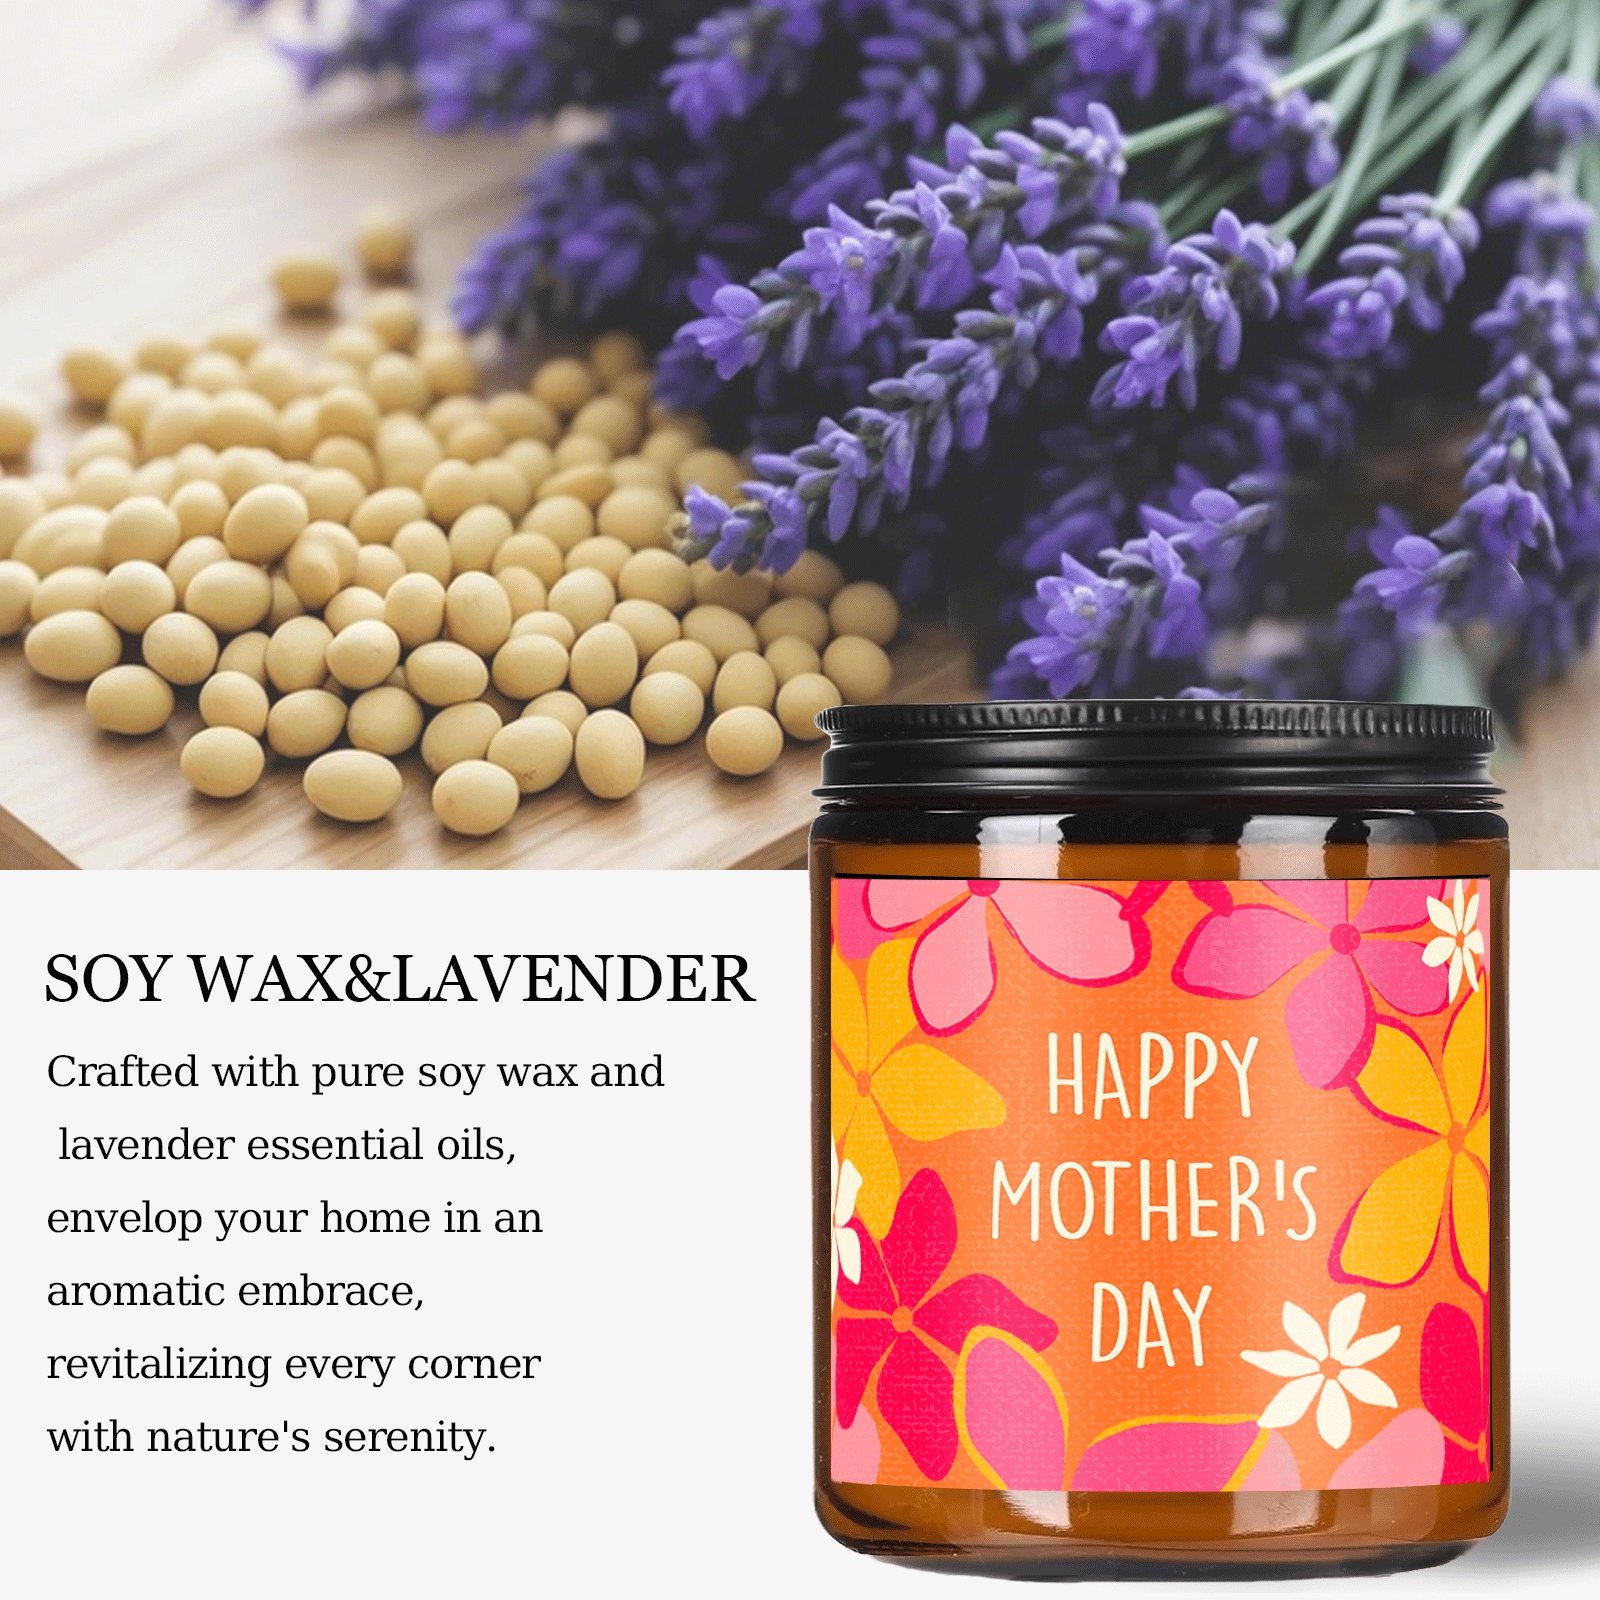 SOY WAX&LAVENDER
Crafted with pure soy wax and
lavender essential oils,
envelop your home in an
aromatic embrace,
revitalizing every corner
with nature's serenity.
HAPPY
MOTHER'S
DAY